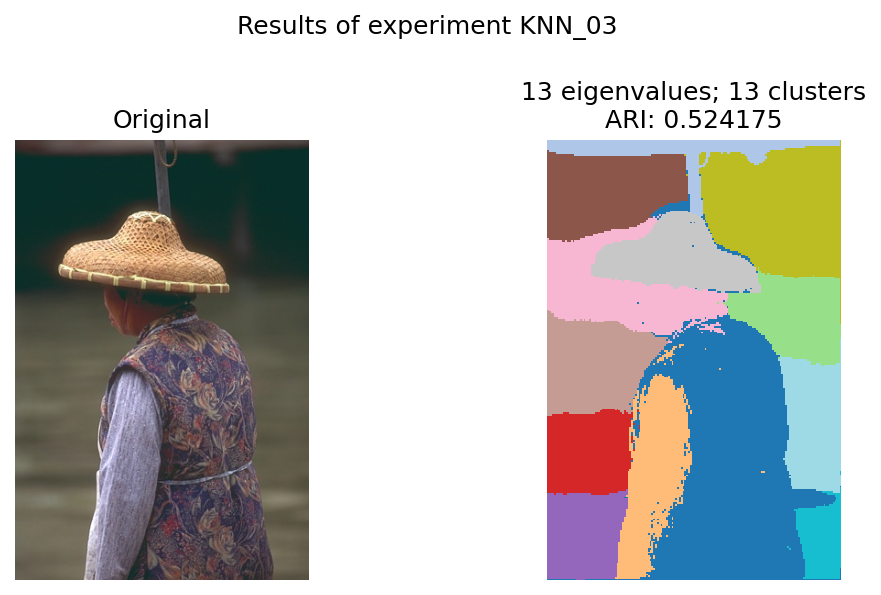 Results of experiment KNN_03
Original
13 eigenvalues; 13 clusters
ARI: 0.524175